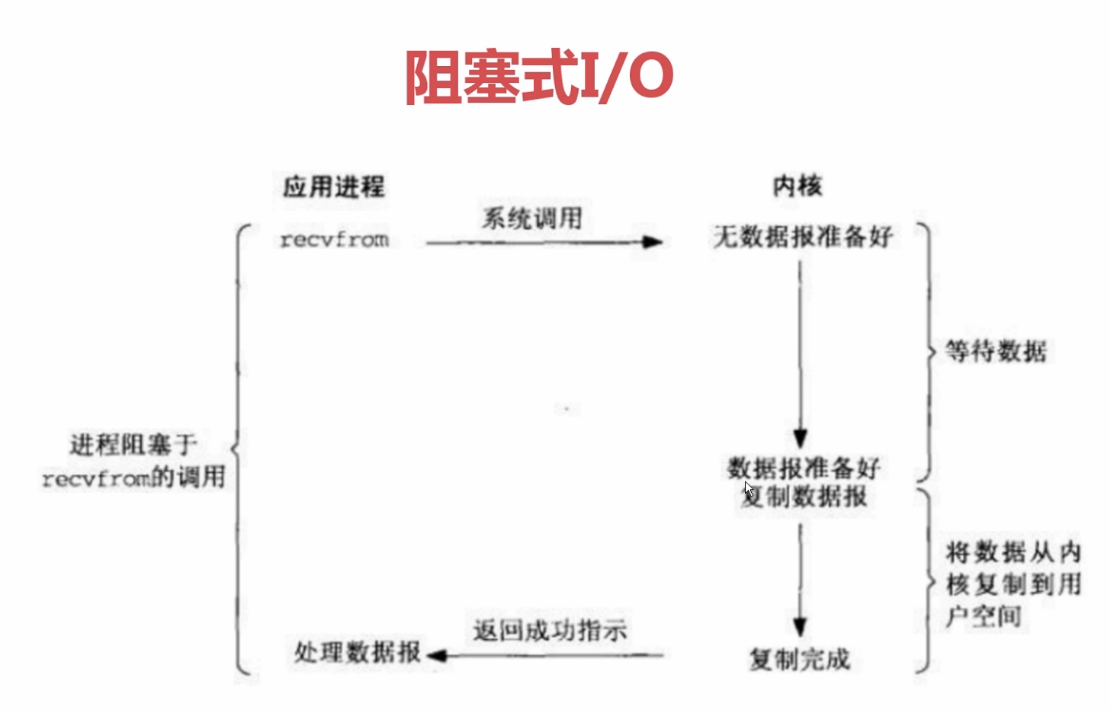 阻塞式I/O
应用进程
内核
recvfrom
系统调用
无数据报准备好
等待数据
进程阻塞于
recvfrom的调用
数据报准备好
复制数据报
将数据从内
核复制到用
户空间
处理数据报
返回成功指示
复制完成